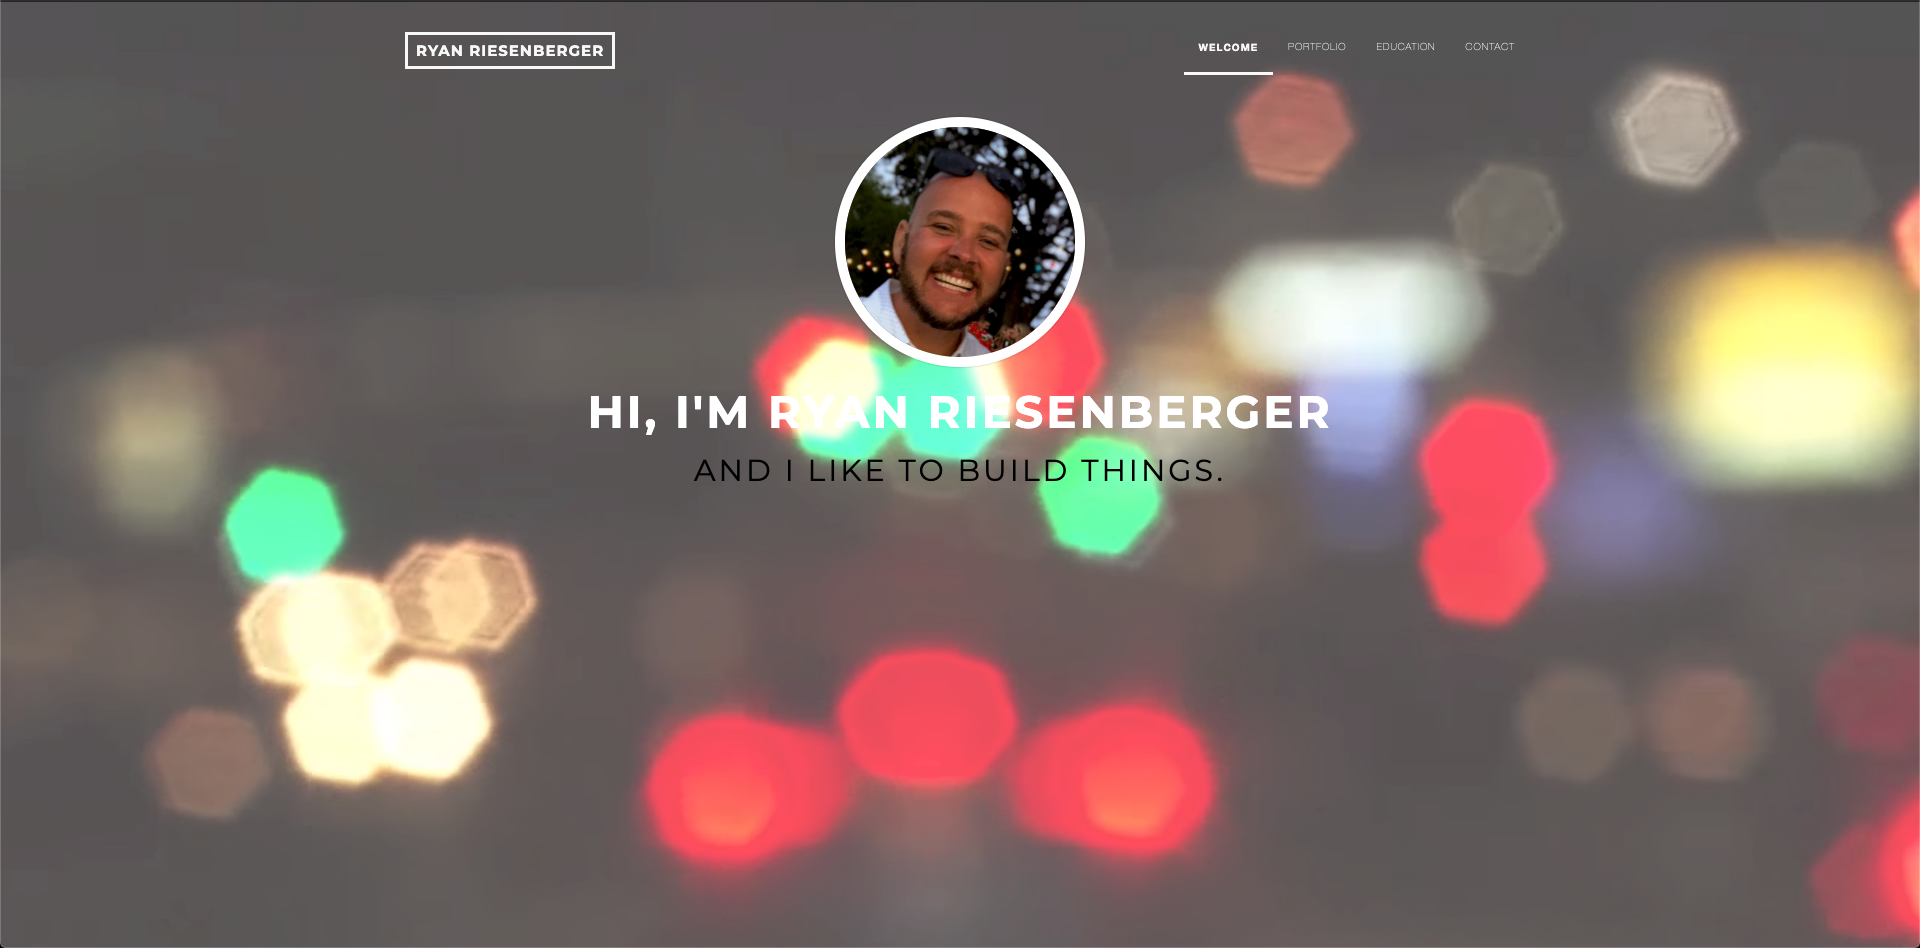 RYAN RIESENBERGER
WELCOME PORTFOLIO EDUCATION CONTACT
HI, I'M RYAN RIESENBERGER
AND I LIKE TO BUILD THINGS.